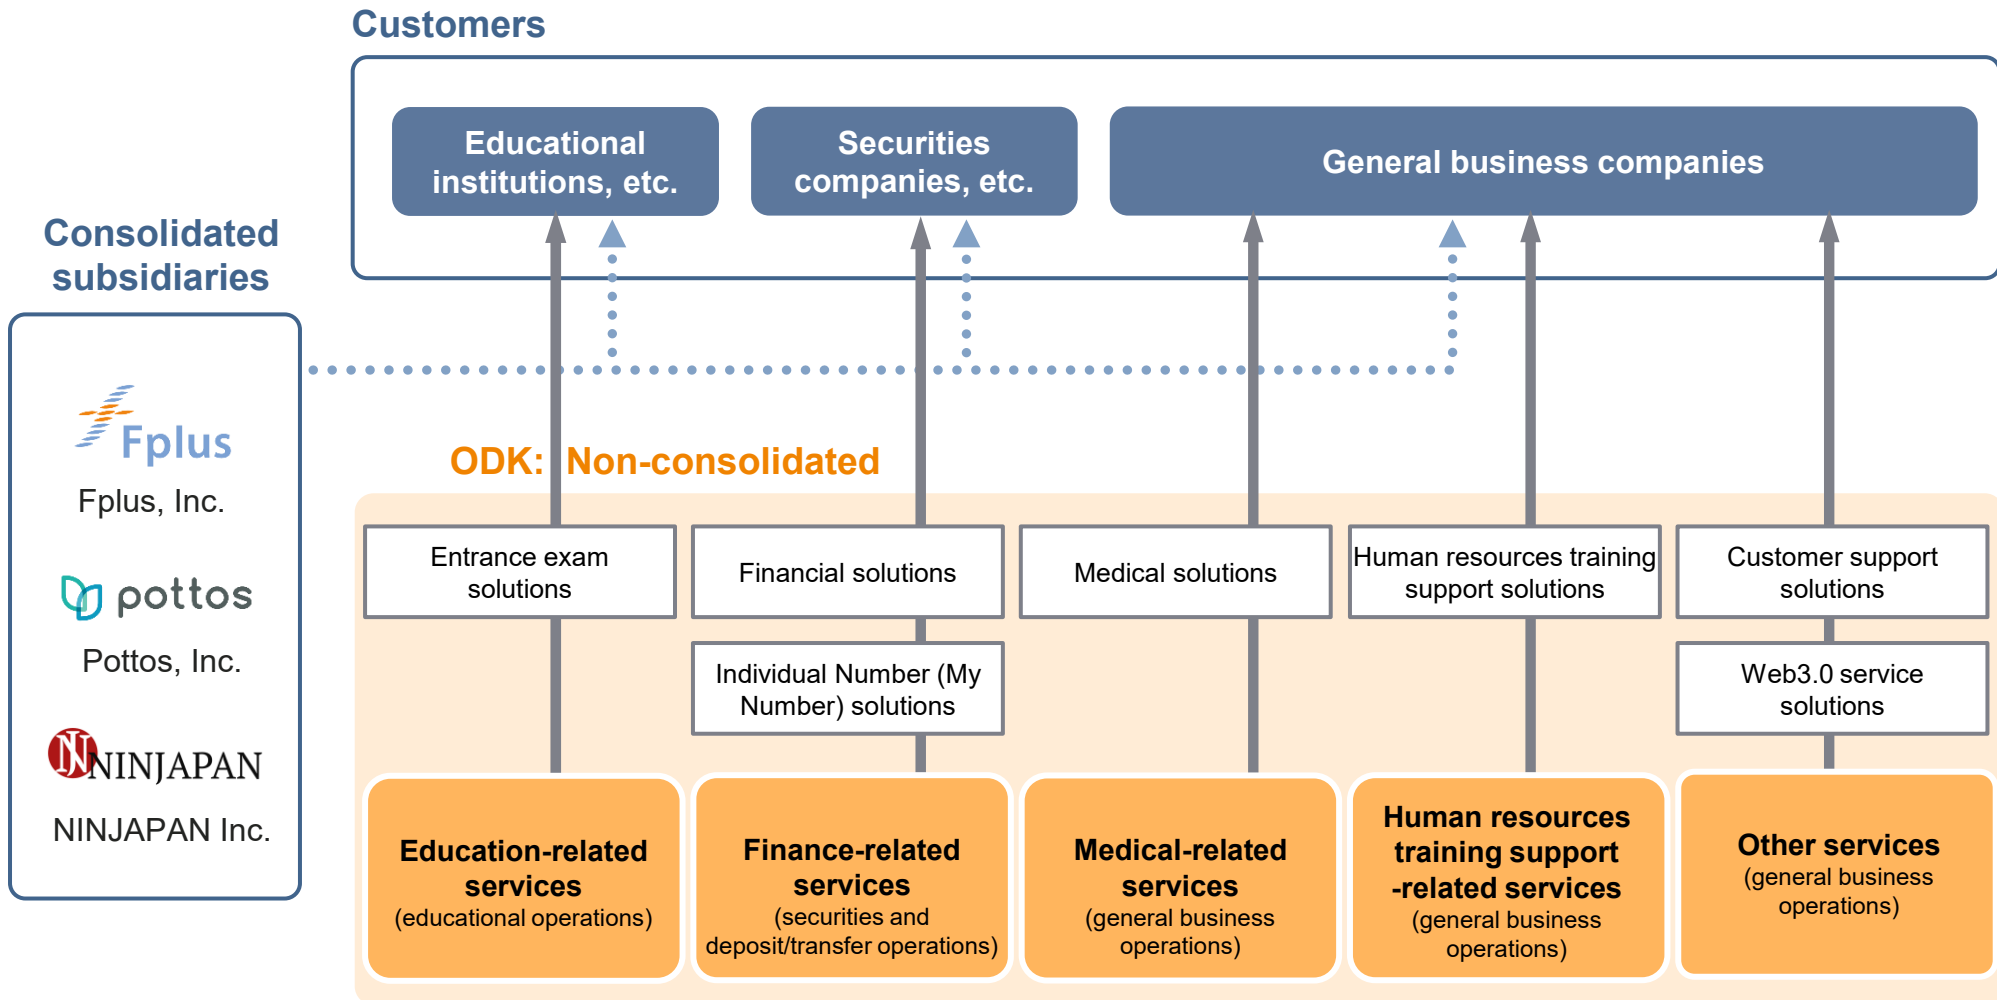 Customers
Educational
institutions, etc.
Securities
companies, etc.
General business companies
Consolidated
subsidiaries
Fplus
Fplus, Inc.
pottos
Pottos, Inc.
NJ
NINJAPAN
NINJAPAN Inc.
ODK: Non-consolidated
Entrance exam
solutions
Financial solutions
Medical solutions
Human resources training
support solutions
Customer support
solutions
Individual Number (My
Number) solutions
Web3.0 service
solutions
Education-related
services
(educational operations)
Finance-related
services
(securities and
deposit/transfer operations)
Medical-related
services
(general business
operations)
Human resources
training support
-related services
(general business
operations)
Other services
(general business
operations)